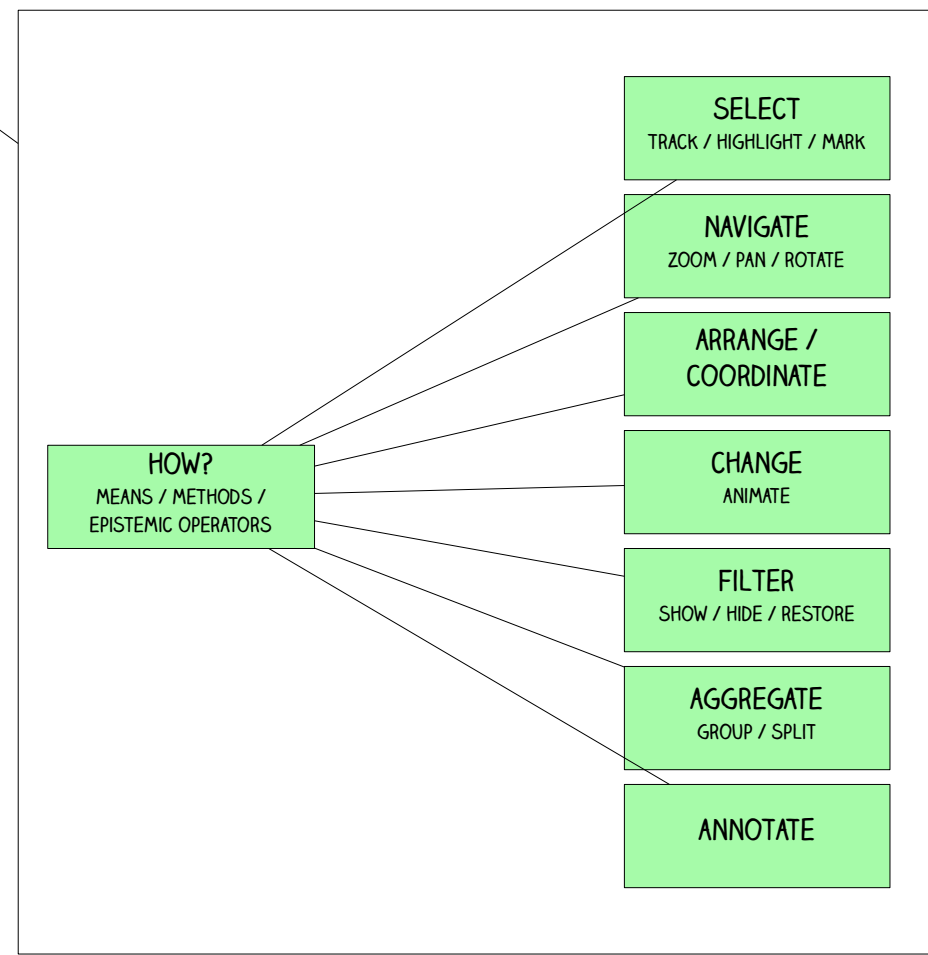 SELECT
TRACK / HIGHLIGHT / MARK
NAVIGATE
ZOOM / PAN / ROTATE
ARRANGE /
COORDINATE
HOW?
MEANS / METHODS /
EPISTEMIC OPERATORS
CHANGE
ANIMATE
FILTER
SHOW / HIDE / RESTORE
AGGREGATE
GROUP / SPLIT
ANNOTATE